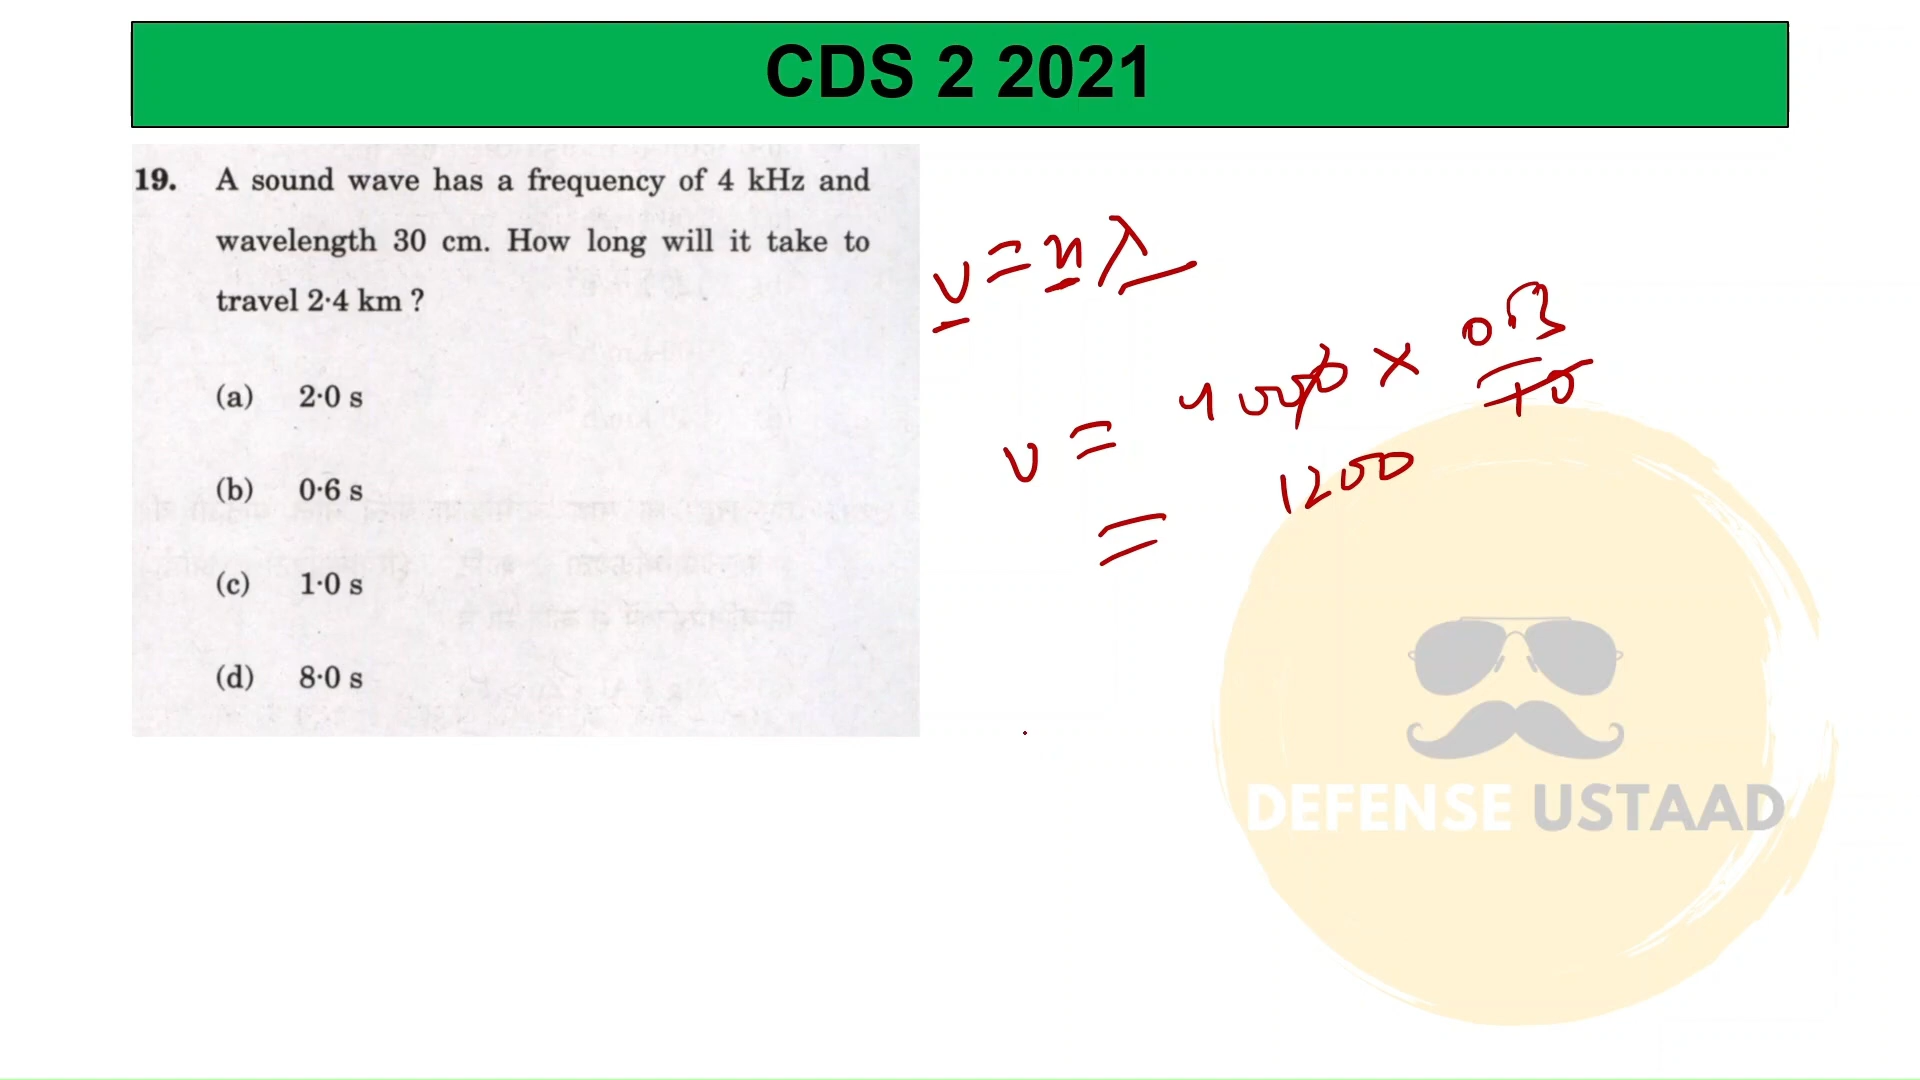 CDS 2 2021
19. A sound wave has a frequency of 4 kHz and
wavelength 30 cm. How long will it take to
travel 2·4 km ?
(a) 2·0 s
(b) 0·6 s
(c) 1·0 s
(d) 8·0 s
v = nλ
v = 4000 × 03/10
= 1200
DEFENSE USTAAD